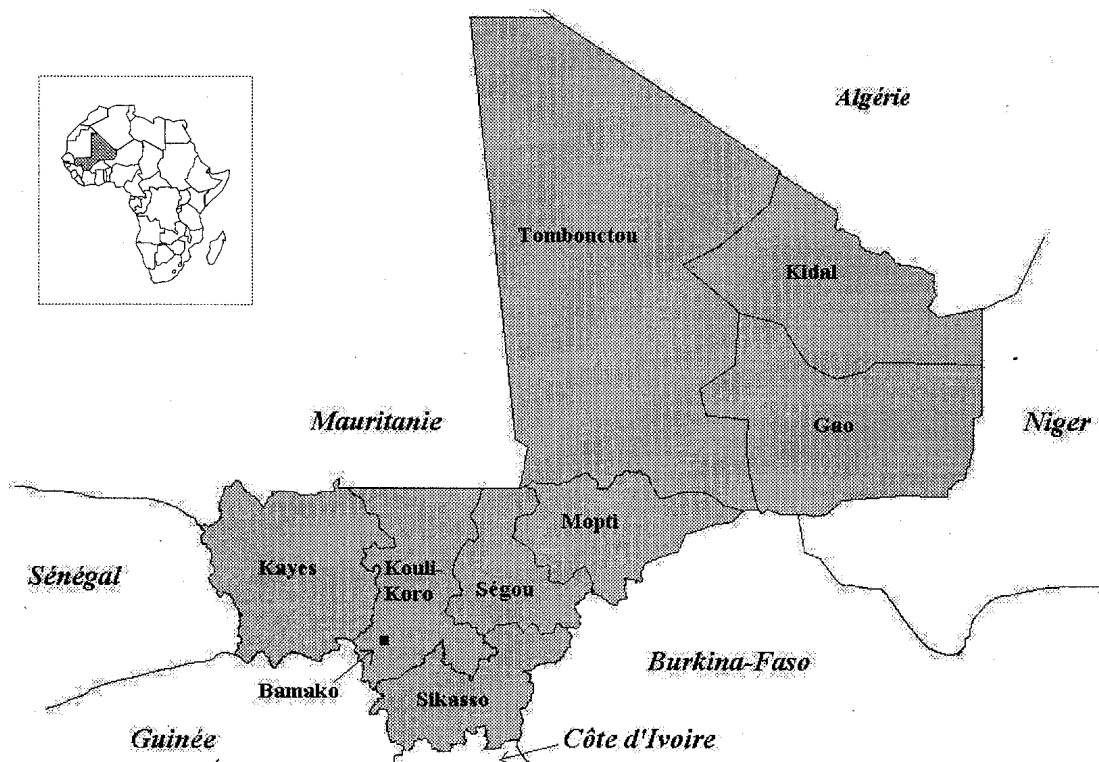 Algérie
Tombouctou
Kidal
Mauritanie
Gao
Niger
Mopti
Kayes
Kouli-
Koro
Sénégal
Ségou
Burkina-Faso
Bamako
Sikasso
Guinée
Côte d'Ivoire